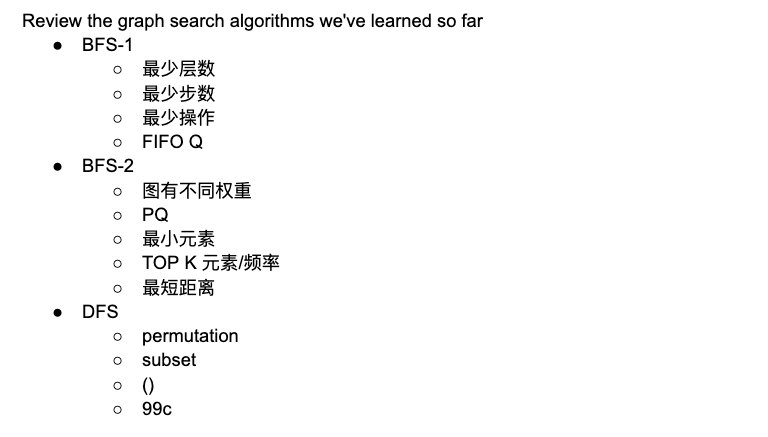 Review the graph search algorithms we've learned so far
● BFS-1
○ 最少层数
○ 最少步数
○ 最少操作
○ FIFO Q
● BFS-2
○ 图有不同权重
○ PQ
○ 最小元素
○ TOP K 元素/频率
○ 最短距离
● DFS
○ permutation
○ subset
○ ()
○ 99c